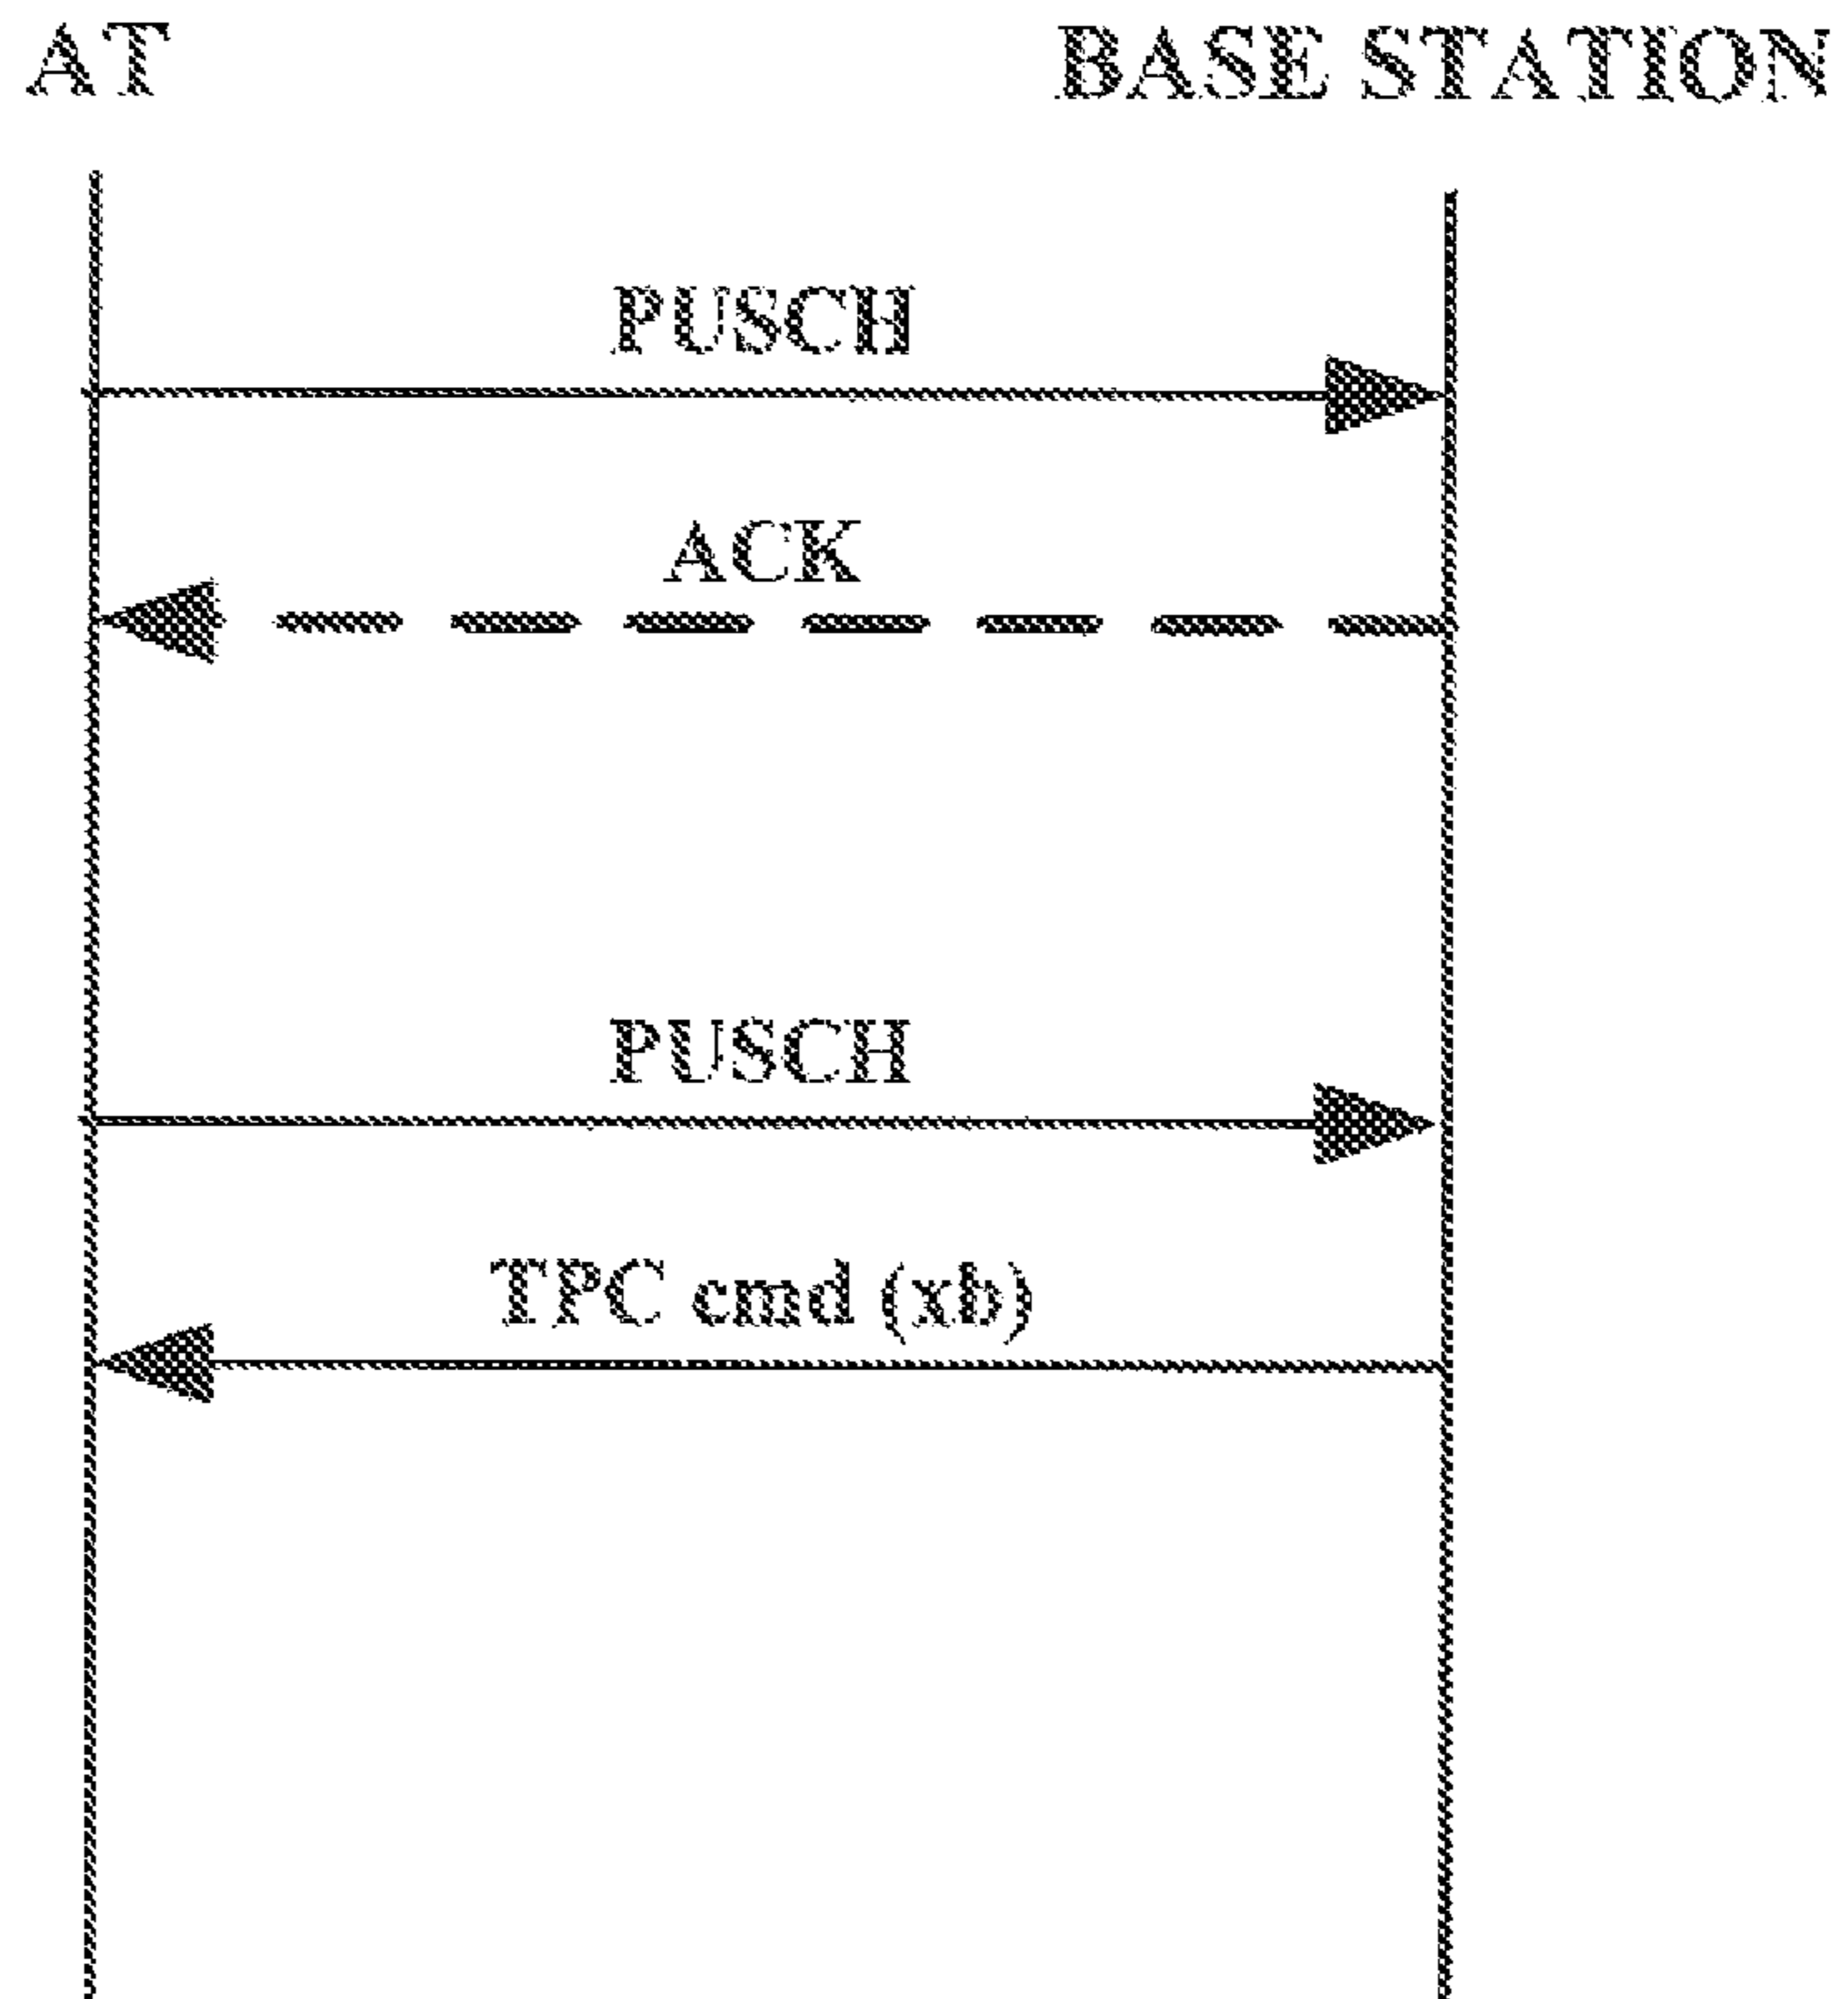 AT BASE STATION
PUSCH
ACK
PUSCH
TPC cmd (xb)